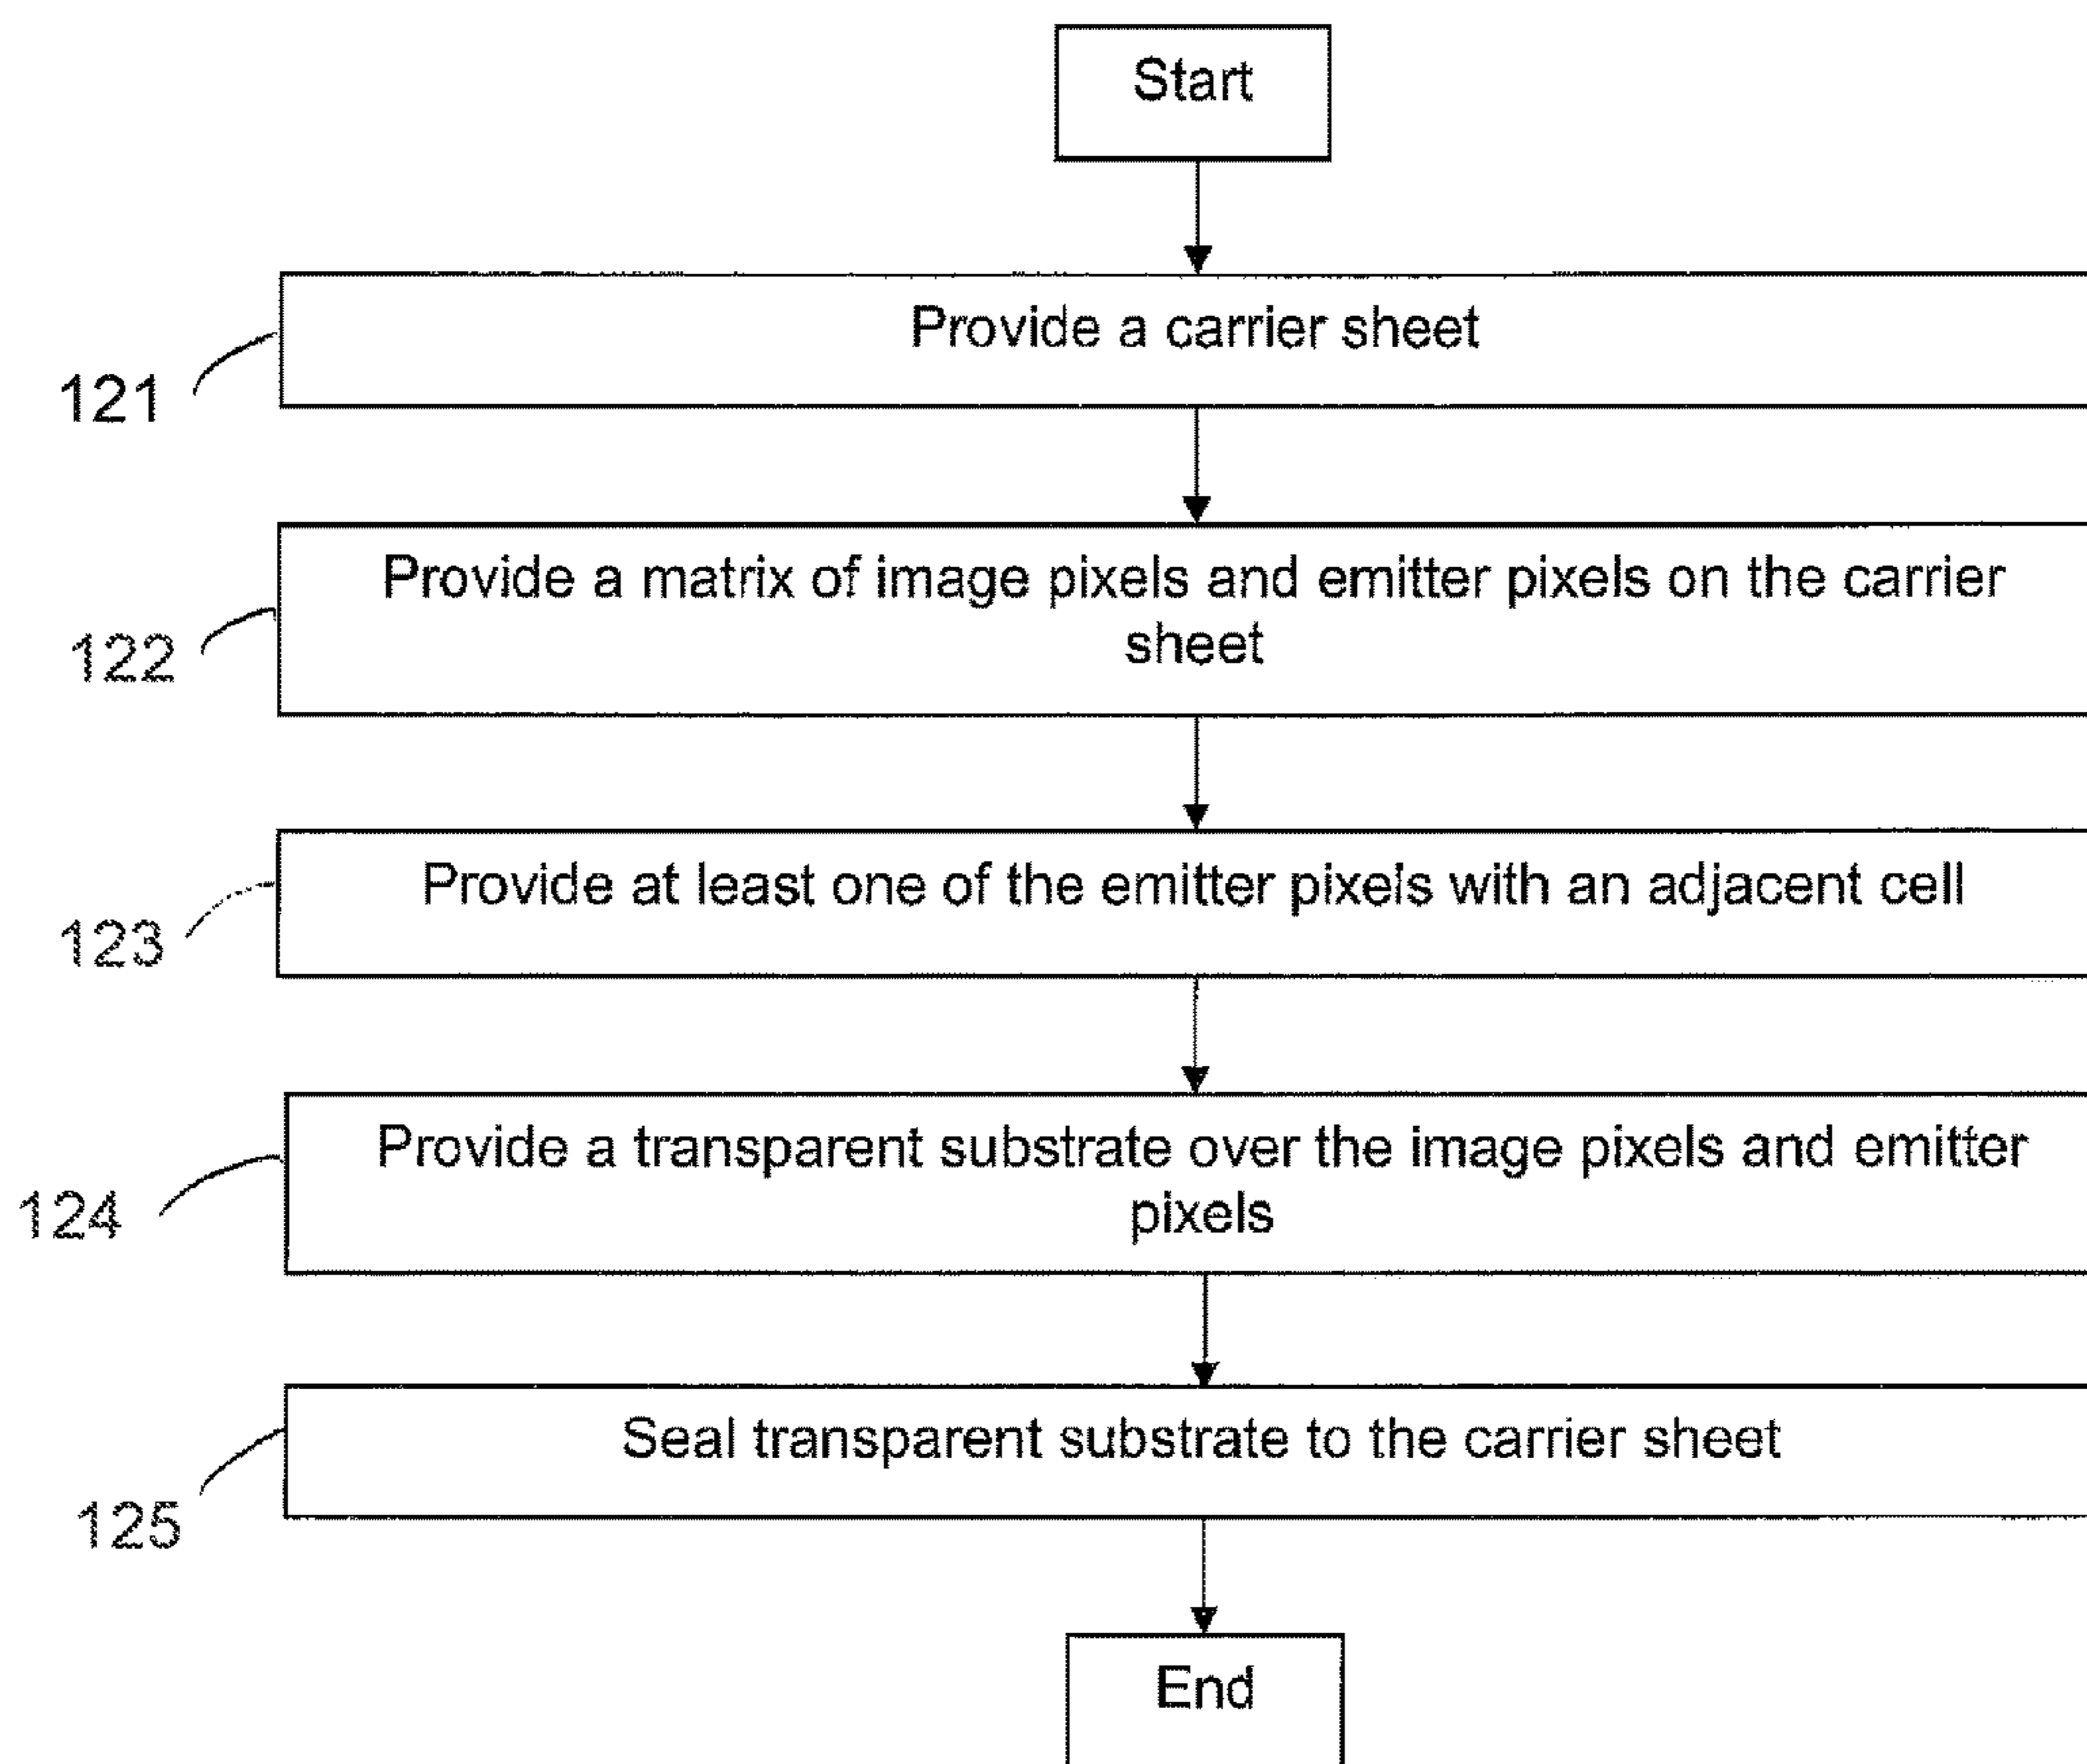 Start
Provide a carrier sheet
121
Provide a matrix of image pixels and emitter pixels on the carrier
sheet
122
Provide at least one of the emitter pixels with an adjacent cell
123
Provide a transparent substrate over the image pixels and emitter
pixels
124
Seal transparent substrate to the carrier sheet
125
End